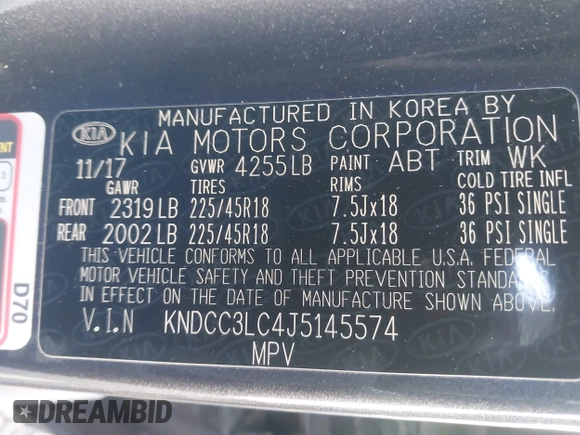 MANUFACTURED IN KOREA BY
KIA KIA MOTORS CORPORATION
11/17 GVWR 4255LB PAINT ABT TRIM WK
GAWR TIRES RIMS COLD TIRE INFL
FRONT 2319LB 225/45R18 7.5Jx18 36 PSI SINGLE
REAR 2002LB 225/45R18 7.5Jx18 36 PSI SINGLE
THIS VEHICLE CONFORMS TO ALL APPLICABLE U.S.A. FEDERAL
MOTOR VEHICLE SAFETY AND THEFT PREVENTION STANDA
IN EFFECT ON THE DATE OF MANUFACTURE SHOWN ABOVE.
V.I.N KNDCC3LC4J5145574
MPV
ENT
3
D70
DREAMBID